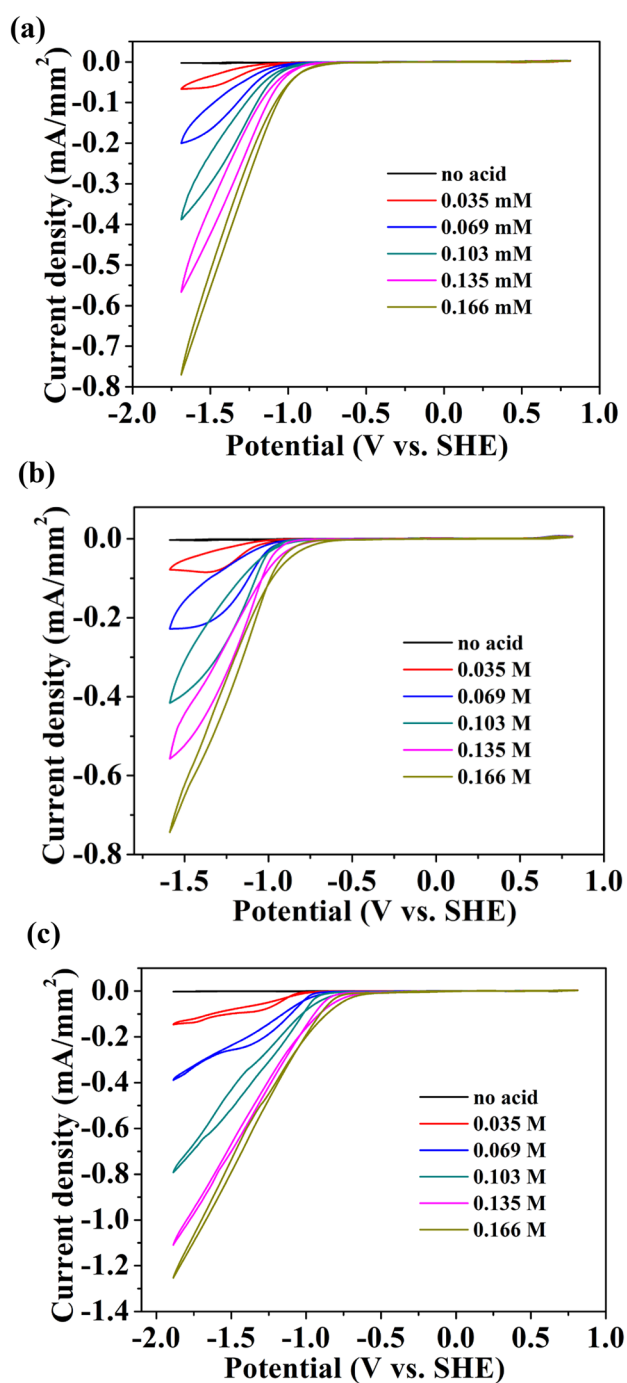 (a)
0.0
-0.1
-0.2
-0.3
-0.4
-0.5
-0.6
-0.7
-0.8
Current density (mA/mm²)
no acid
0.035 mM
0.069 mM
0.103 mM
0.135 mM
0.166 mM
-2.0 -1.5 -1.0 -0.5 0.0 0.5 1.0
Potential (V vs. SHE)
(b)
0.0
-0.2
-0.4
-0.6
-0.8
Current density (mA/mm²)
no acid
0.035 M
0.069 M
0.103 M
0.135 M
0.166 M
-1.5 -1.0 -0.5 0.0 0.5 1.0
Potential (V vs. SHE)
(c)
0.0
-0.2
-0.4
-0.6
-0.8
-1.0
-1.2
-1.4
Current density (mA/mm²)
no acid
0.035 M
0.069 M
0.103 M
0.135 M
0.166 M
-2.0 -1.5 -1.0 -0.5 0.0 0.5 1.0
Potential (V vs. SHE)